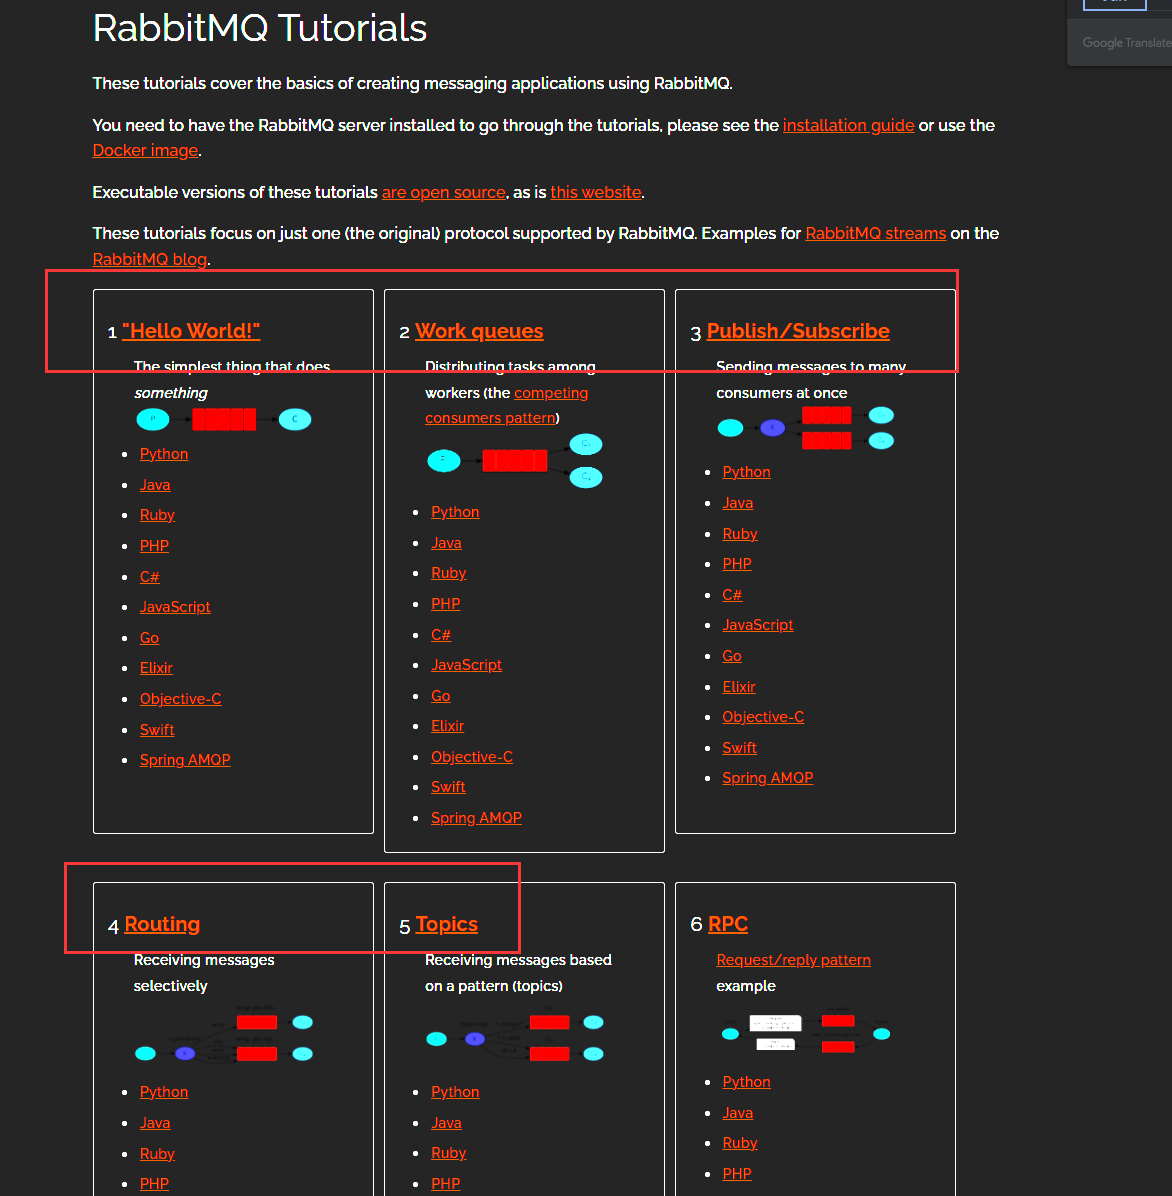 RabbitMQ Tutorials
Google Translate
These tutorials cover the basics of creating messaging applications using RabbitMQ.
You need to have the RabbitMQ server installed to go through the tutorials, please see the installation guide or use the
Docker image.
Executable versions of these tutorials are open source, as is this website.
These tutorials focus on just one (the original) protocol supported by RabbitMQ. Examples for RabbitMQ streams on the
RabbitMQ blog.
1 "Hello World!"
The simplest thing that does
something
P
C
Python
Java
Ruby
PHP
C#
JavaScript
Go
Elixir
Objective-C
Swift
Spring AMQP
2 Work queues
Distributing tasks among
workers (the competing
consumers pattern)
Python
Java
Ruby
PHP
C#
JavaScript
Go
Elixir
Objective-C
Swift
Spring AMQP
3 Publish/Subscribe
Sending messages to many
consumers at once
Python
Java
Ruby
PHP
C#
JavaScript
Go
Elixir
Objective-C
Swift
Spring AMQP
4 Routing
Receiving messages
selectively
Python
Java
Ruby
PHP
5 Topics
Receiving messages based
on a pattern (topics)
Python
Java
Ruby
PHP
6 RPC
Request/reply pattern
example
Python
Java
Ruby
PHP